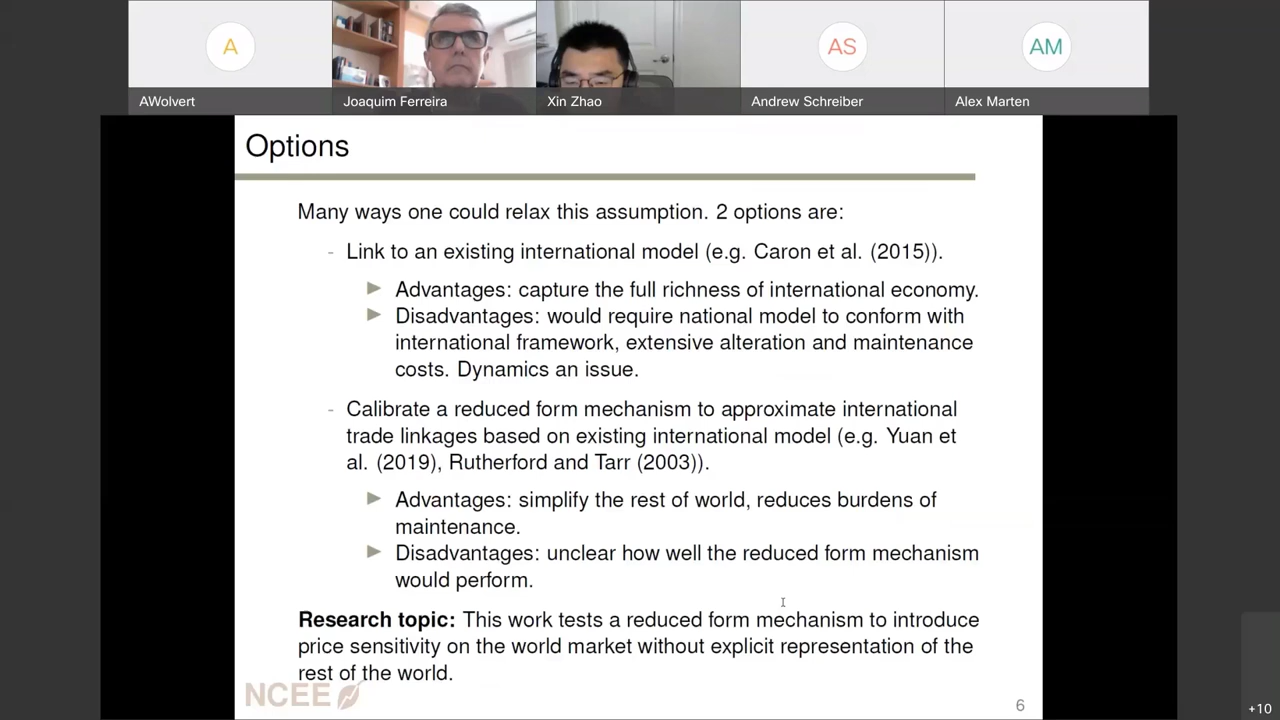 A
AS
AM
AWolvert
Joaquim Ferreira
Xin Zhao
Andrew Schreiber
Alex Marten
Options
Many ways one could relax this assumption. 2 options are:
- Link to an existing international model (e.g. Caron et al. (2015)).
Advantages: capture the full richness of international economy.
Disadvantages: would require national model to conform with
international framework, extensive alteration and maintenance
costs. Dynamics an issue.
- Calibrate a reduced form mechanism to approximate international
trade linkages based on existing international model (e.g. Yuan et
al. (2019), Rutherford and Tarr (2003)).
Advantages: simplify the rest of world, reduces burdens of
maintenance.
Disadvantages: unclear how well the reduced form mechanism
would perform.
Research topic: This work tests a reduced form mechanism to introduce
price sensitivity on the world market without explicit representation of the
rest of the world.
NCEE
6
+10